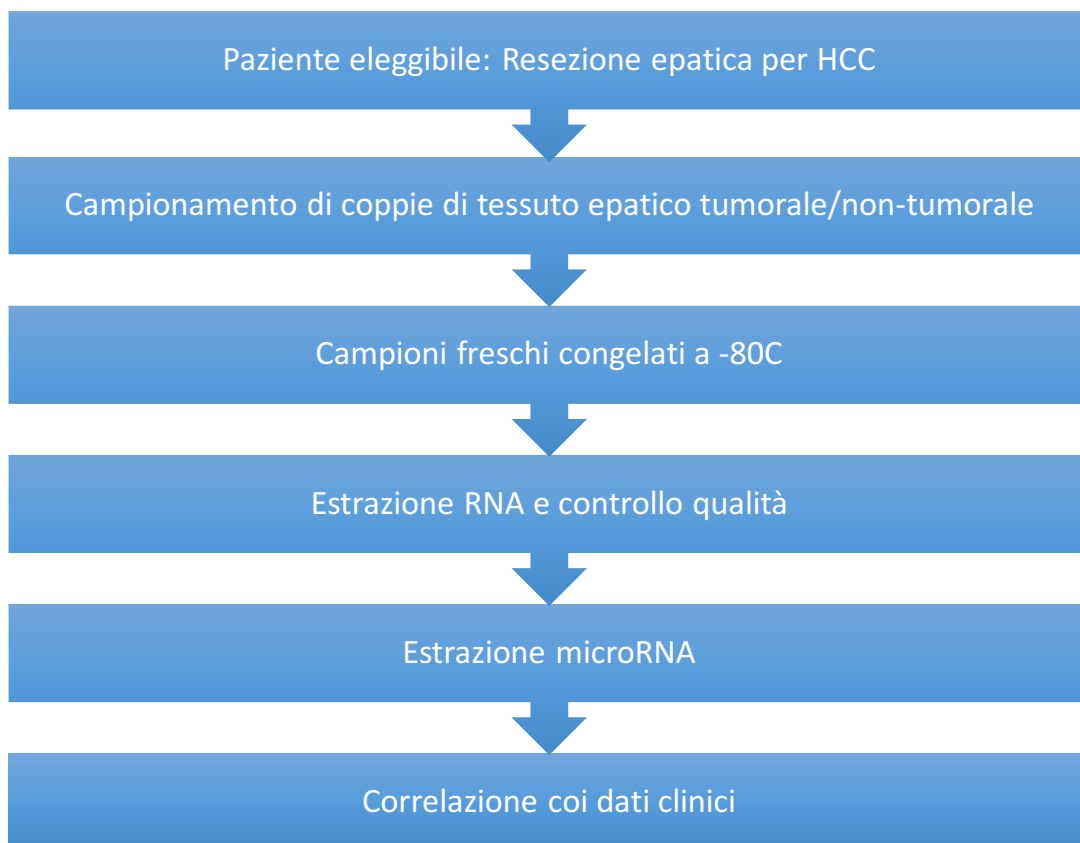 Paziente eleggibile: Resezione epatica per HCC
Campionamento di coppie di tessuto epatico tumorale/non-tumorale
Campioni freschi congelati a -80C
Estrazione RNA e controllo qualità
Estrazione microRNA
Correlazione coi dati clinici